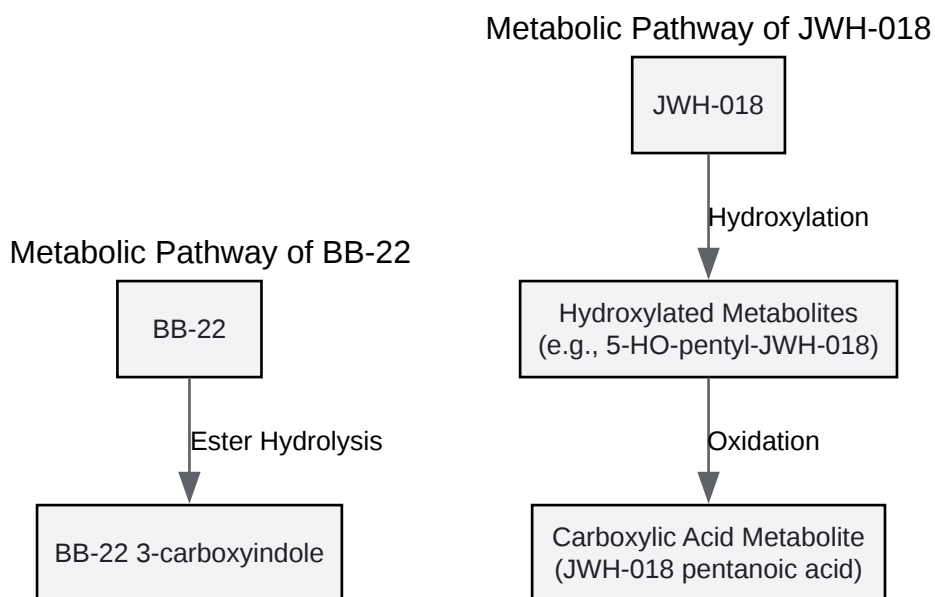 Metabolic Pathway of JWH-018
JWH-018
Hydroxylation
Hydroxylated Metabolites
(e.g., 5-HO-pentyl-JWH-018)
Oxidation
Carboxylic Acid Metabolite
(JWH-018 pentanoic acid)
Metabolic Pathway of BB-22
BB-22
Ester Hydrolysis
BB-22 3-carboxyindole